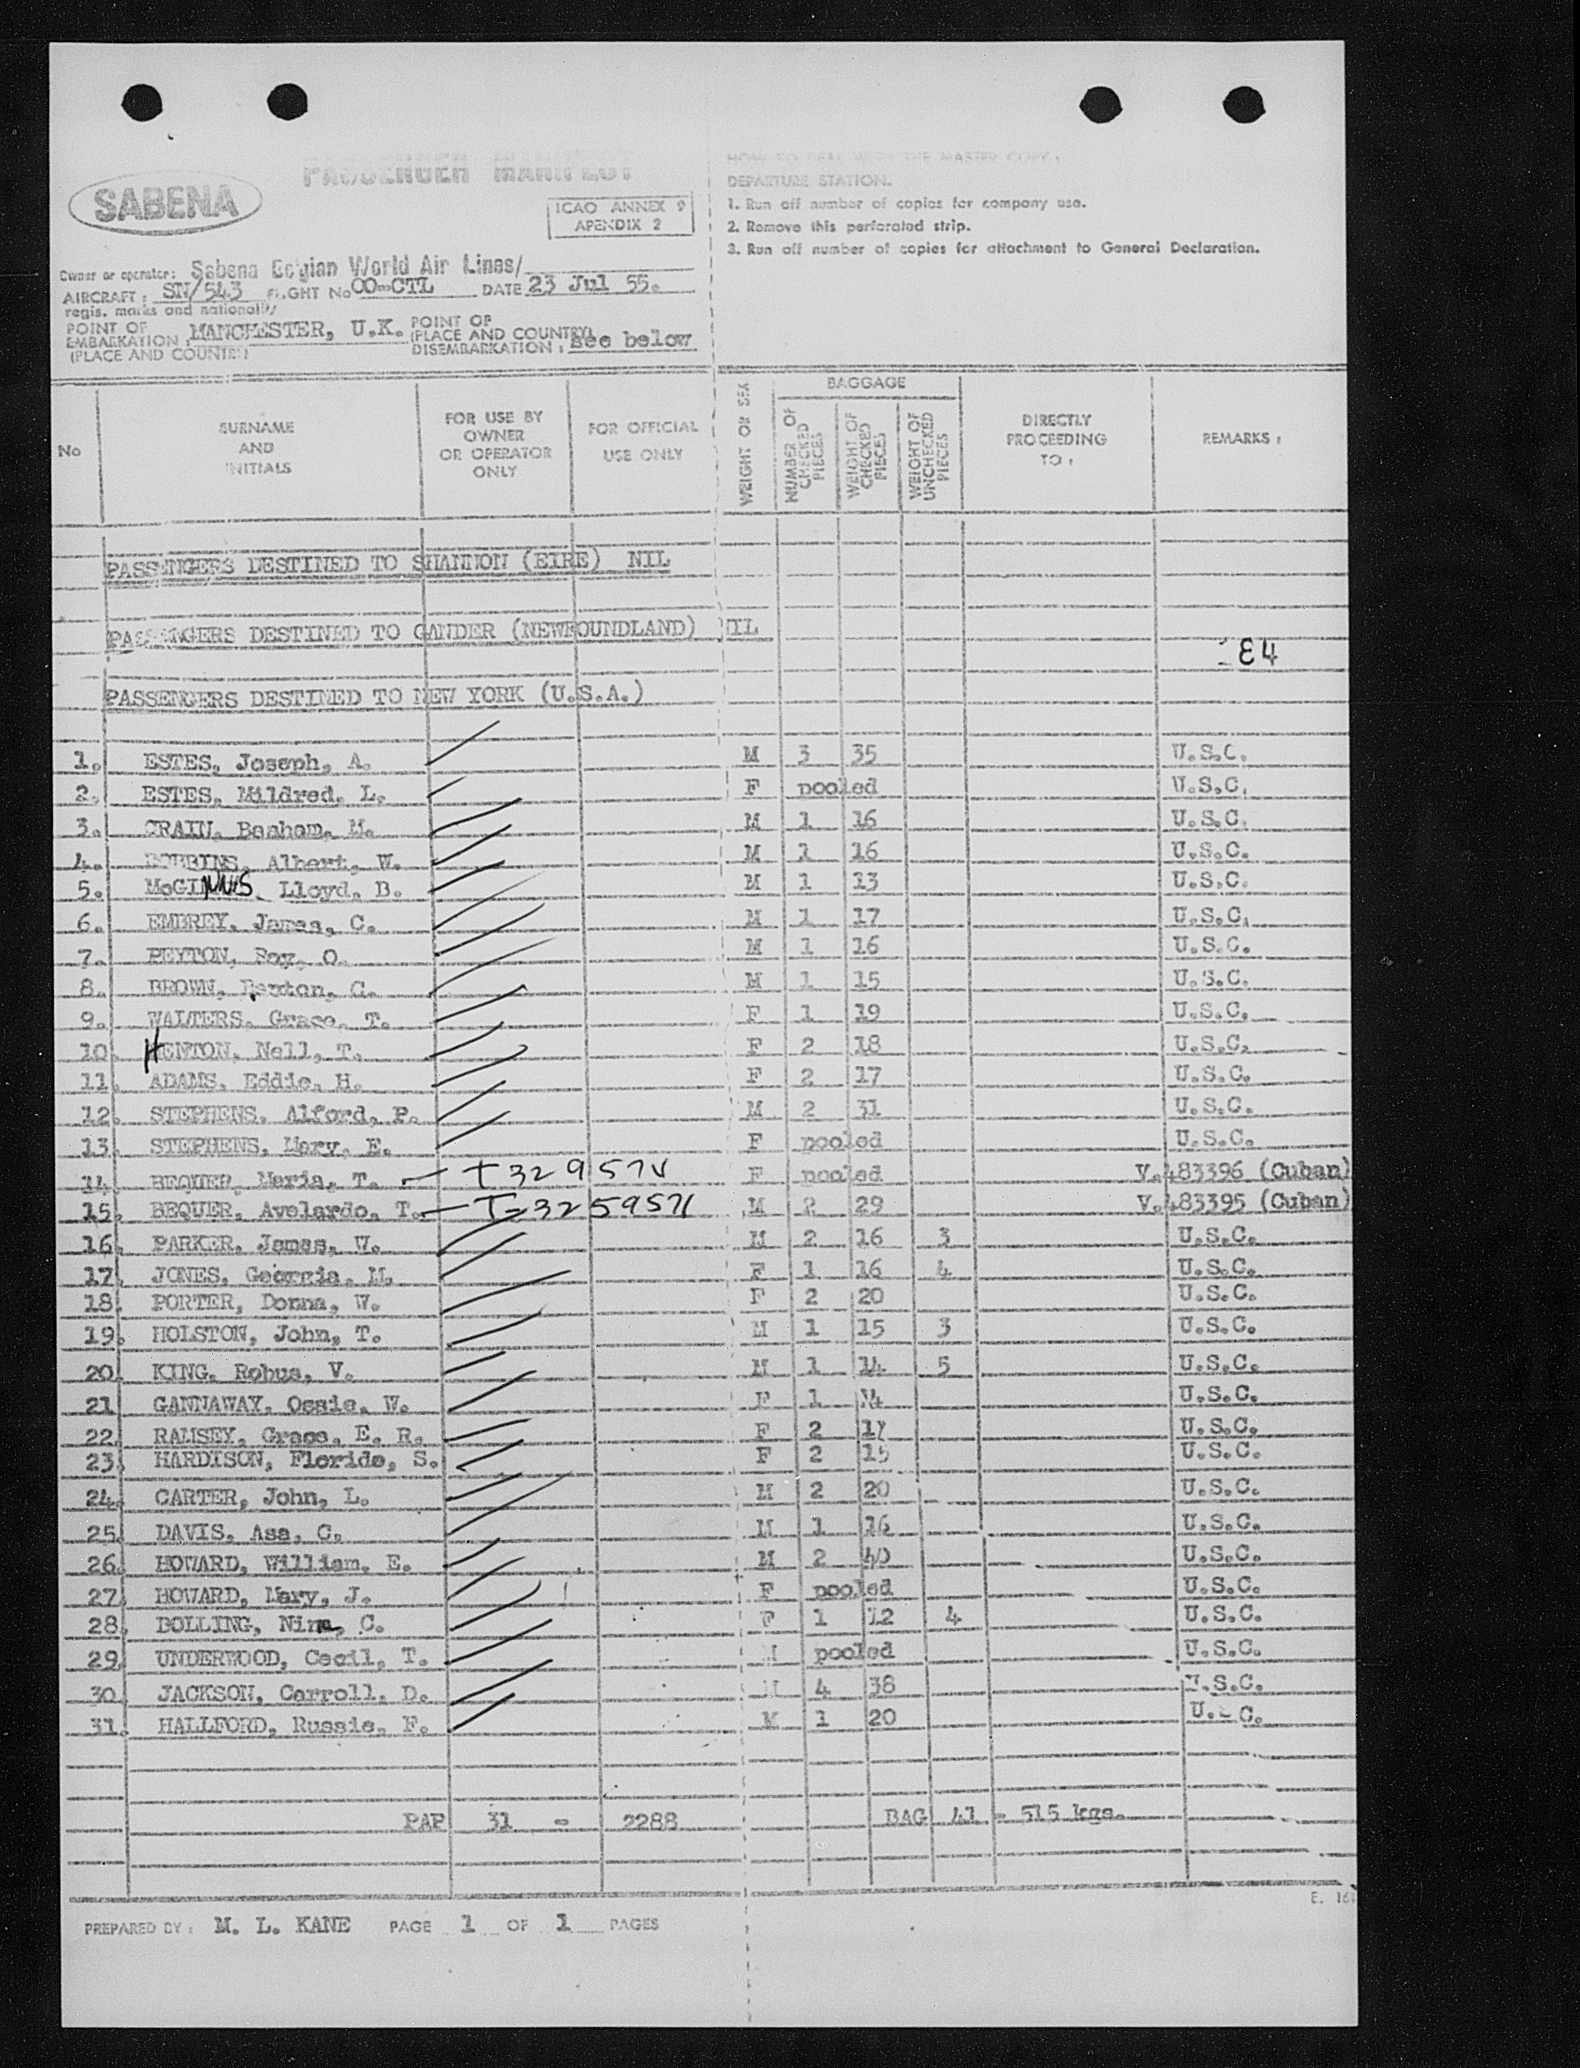 PASSENGER MANIFEST
SABENA
ICAO ANNEX 9
APENDIX 2
HOW TO DEAL WITH THE MASTER COPY :
DEPARTURE STATION.
1. Run off number of copies for company use.
2. Remove this perforated strip.
3. Run off number of copies for attachment to General Declaration.
Owner or operator: Sabena Belgian World Air Lines/
AIRCRAFT : SN/543 FLIGHT No OO-CTL DATE 23 Jul 55.
regis. marks and nationality
POINT OF EMBARKATION : MANCHESTER, U.K. POINT OF (PLACE AND COUNTRY) DISEMBARKATION : see below
(PLACE AND COUNTRY)
No SURNAME AND INITIALS FOR USE BY OWNER OR OPERATOR ONLY FOR OFFICIAL USE ONLY WEIGHT OR SEX BAGGAGE NUMBER OF CHECKED PIECES WEIGHT OF CHECKED PIECES WEIGHT OF UNCHECKED PIECES DIRECTLY PROCEEDING TO : REMARKS :
PASSENGERS DESTINED TO SHANNON (EIRE) NIL
PASSENGERS DESTINED TO GANDER (NEWFOUNDLAND) NIL
E4
PASSENGERS DESTINED TO NEW YORK (U.S.A.)
1. ESTES, Joseph, A. M 3 35 U.S.C.
2. ESTES, Mildred, L. F pooled U.S.C.
3. CRAIN, Benham, M. M 1 16 U.S.C.
4. DOBBINS, Albert, W. M 1 16 U.S.C.
5. McGINNIS, Lloyd, B. M 1 13 U.S.C.
6. EMBREY, James, C. M 1 17 U.S.C.
7. PEYTON, Roy, O. M 1 16 U.S.C.
8. BROWN, Baxton, C. M 1 15 U.S.C.
9. WALTERS, Grace, T. F 1 19 U.S.C.
10. HENTON, Nell, T. F 2 18 U.S.C.
11. ADAMS, Eddie, H. F 2 17 U.S.C.
12. STEPHENS, Alford, P. M 2 31 U.S.C.
13. STEPHENS, Mary, E. F pooled U.S.C.
14. BEQUER, Maria, T. F pooled V.483396 (Cuban)
15. BEQUER, Avelardo, T. T-3259571 M 2 29 V.483395 (Cuban)
16. PARKER, James, W. M 2 16 3 U.S.C.
17. JONES, Georgia, M. F 1 16 4 U.S.C.
18. PORTER, Donna, W. F 2 20 U.S.C.
19. HOLSTON, John, T. M 1 15 3 U.S.C.
20. KING, Robus, V. M 1 14 5 U.S.C.
21 GANNAWAY, Ossie, W. F 1 14 U.S.C.
22. RAMSEY, Grace, E. R. F 2 17 U.S.C.
23. HARDISON, Floride, S. F 2 15 U.S.C.
24. CARTER, John, L. M 2 20 U.S.C.
25. DAVIS, Asa, C. M 1 16 U.S.C.
26. HOWARD, William, E. M 2 40 U.S.C.
27. HOWARD, Mary, J. F pooled U.S.C.
28. BOLLING, Nina, C. F 1 12 4 U.S.C.
29. UNDERWOOD, Cecil, T. M pooled U.S.C.
30. JACKSON, Carroll, D. M 4 38 U.S.C.
31. HALLFORD, Russie, F. M 1 20 U.S.C.
PAP 31 = 2288 BAG 41 = 515 kgs.
E. 161
PREPARED BY : M. L. KANE PAGE 1 OF 1 PAGES